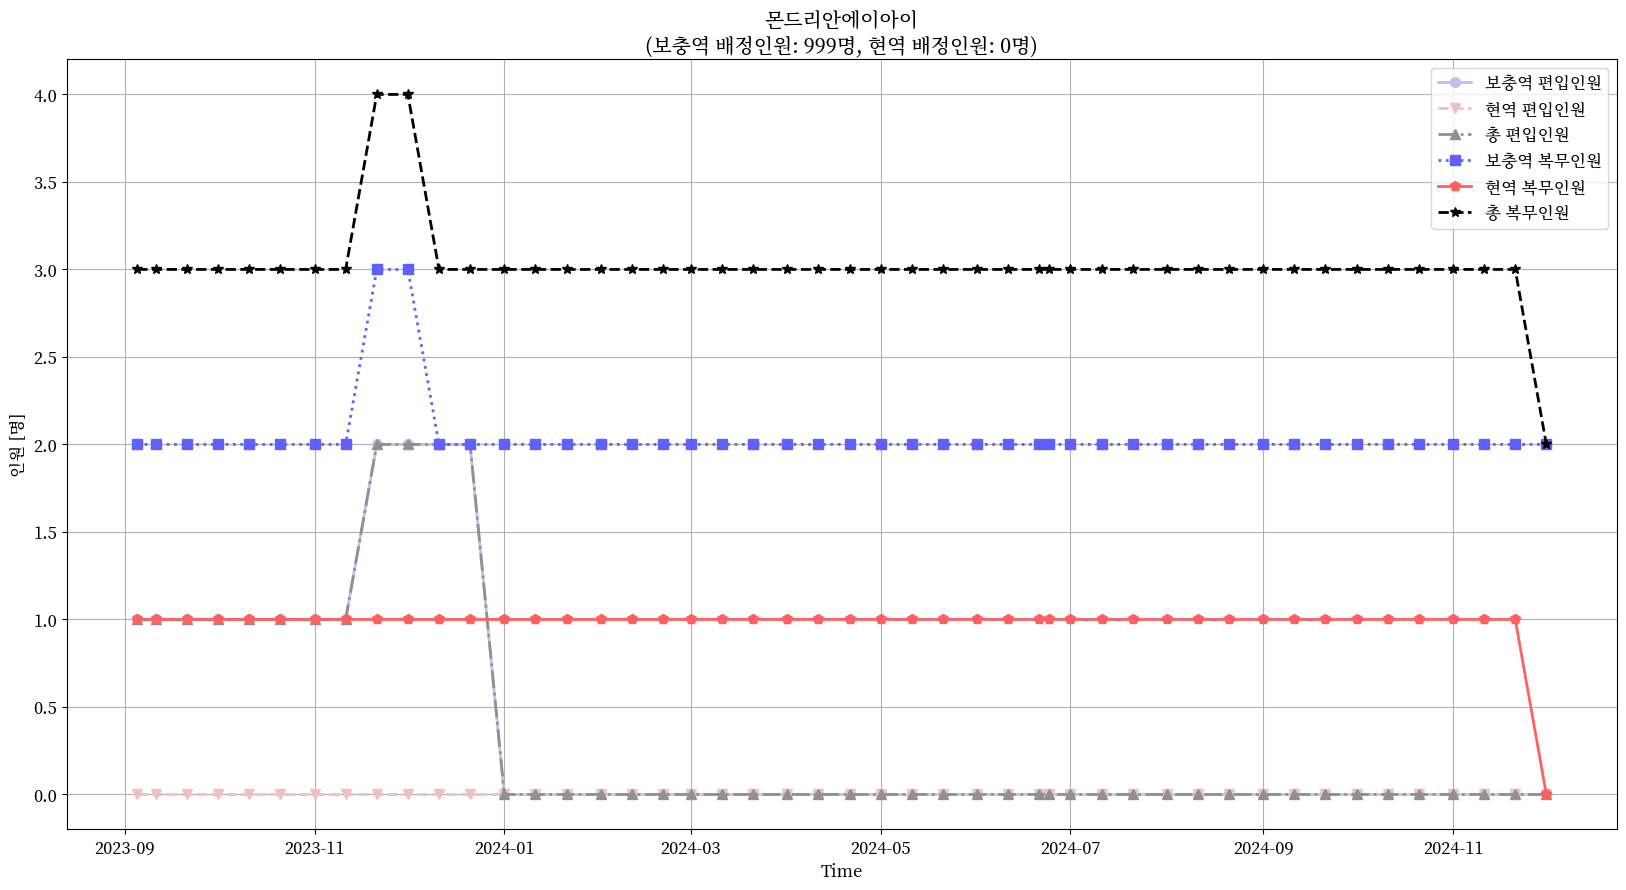 몬드리안에이아이
(보충역 배정인원: 999명, 현역 배정인원: 0명)
보충역 편입인원
현역 편입인원
총 편입인원
보충역 복무인원
현역 복무인원
총 복무인원
인원 [명]
4.0
3.5
3.0
2.5
2.0
1.5
1.0
0.5
0.0
2023-09
2023-11
2024-01
2024-03
2024-05
2024-07
2024-09
2024-11
Time